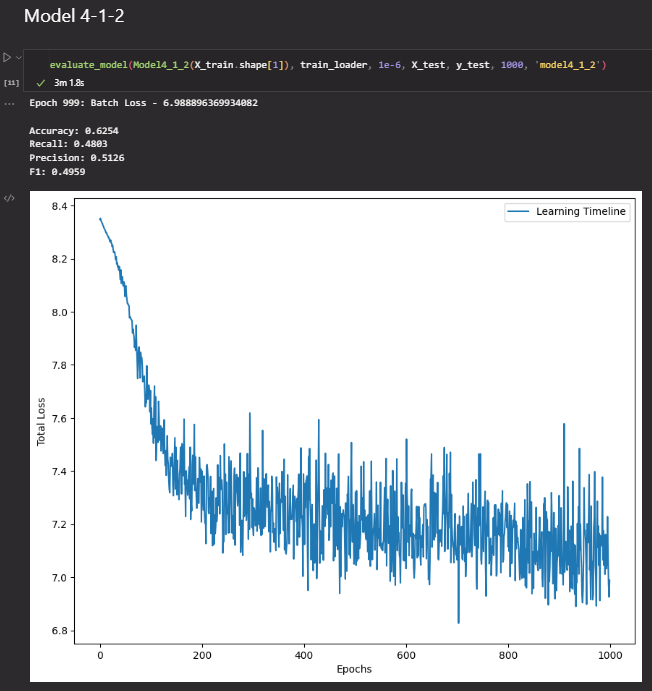 Model 4-1-2
evaluate_model(Model4_1_2(X_train.shape[1]), train_loader, 1e-6, X_test, y_test, 1000, 'model4_1_2')
[11]
3m 1.8s
Epoch 999: Batch Loss - 6.988896369934082
Accuracy: 0.6254
Recall: 0.4803
Precision: 0.5126
F1: 0.4959
Learning Timeline
8.4
8.2
8.0
7.8
7.6
7.4
7.2
7.0
6.8
Total Loss
0 200 400 600 800 1000
Epochs